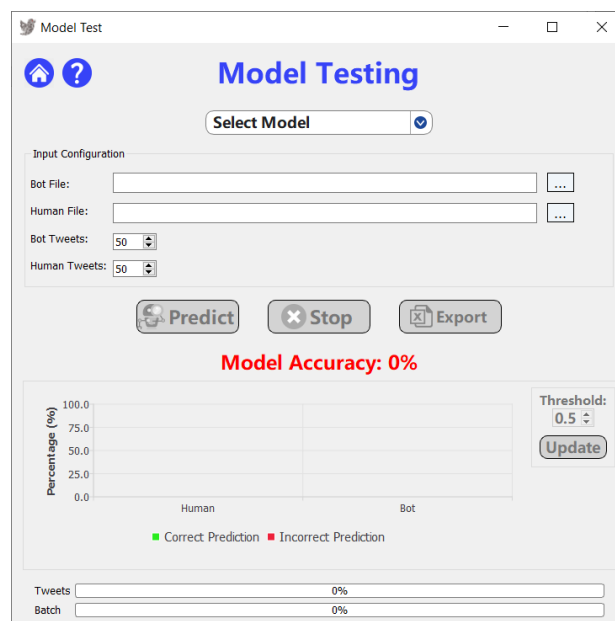 Model Test
Model Testing
Select Model
Input Configuration
Bot File:
...
Human File:
...
Bot Tweets:
50
Human Tweets:
50
Predict
Stop
Export
Model Accuracy: 0%
Percentage (%)
100.0
75.0
50.0
25.0
0.0
Human
Bot
Correct Prediction
Incorrect Prediction
Threshold:
0.5
Update
Tweets
0%
Batch
0%